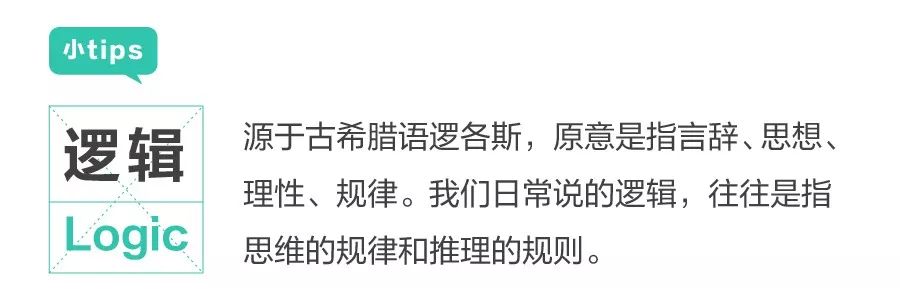 小tips
逻辑
Logic
源于古希腊语逻各斯，原意是指言辞、思想、
理性、规律。我们日常说的逻辑，往往是指
思维的规律和推理的规则。